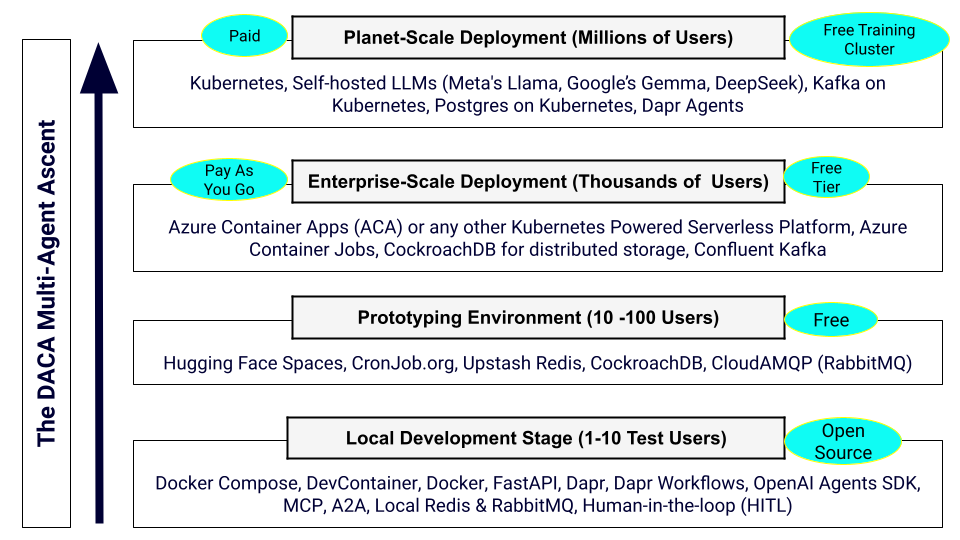 The DACA Multi-Agent Ascent
Paid
Planet-Scale Deployment (Millions of Users)
Free Training
Cluster
Kubernetes, Self-hosted LLMs (Meta's Llama, Google’s Gemma, DeepSeek), Kafka on
Kubernetes, Postgres on Kubernetes, Dapr Agents
Pay As
You Go
Enterprise-Scale Deployment (Thousands of  Users)
Free
Tier
Azure Container Apps (ACA) or any other Kubernetes Powered Serverless Platform, Azure
Container Jobs, CockroachDB for distributed storage, Confluent Kafka
Prototyping Environment (10 -100 Users)
Free
Hugging Face Spaces, CronJob.org, Upstash Redis, CockroachDB, CloudAMQP (RabbitMQ)
Local Development Stage (1-10 Test Users)
Open
Source
Docker Compose, DevContainer, Docker, FastAPI, Dapr, Dapr Workflows, OpenAI Agents SDK,
MCP, A2A, Local Redis & RabbitMQ, Human-in-the-loop (HITL)